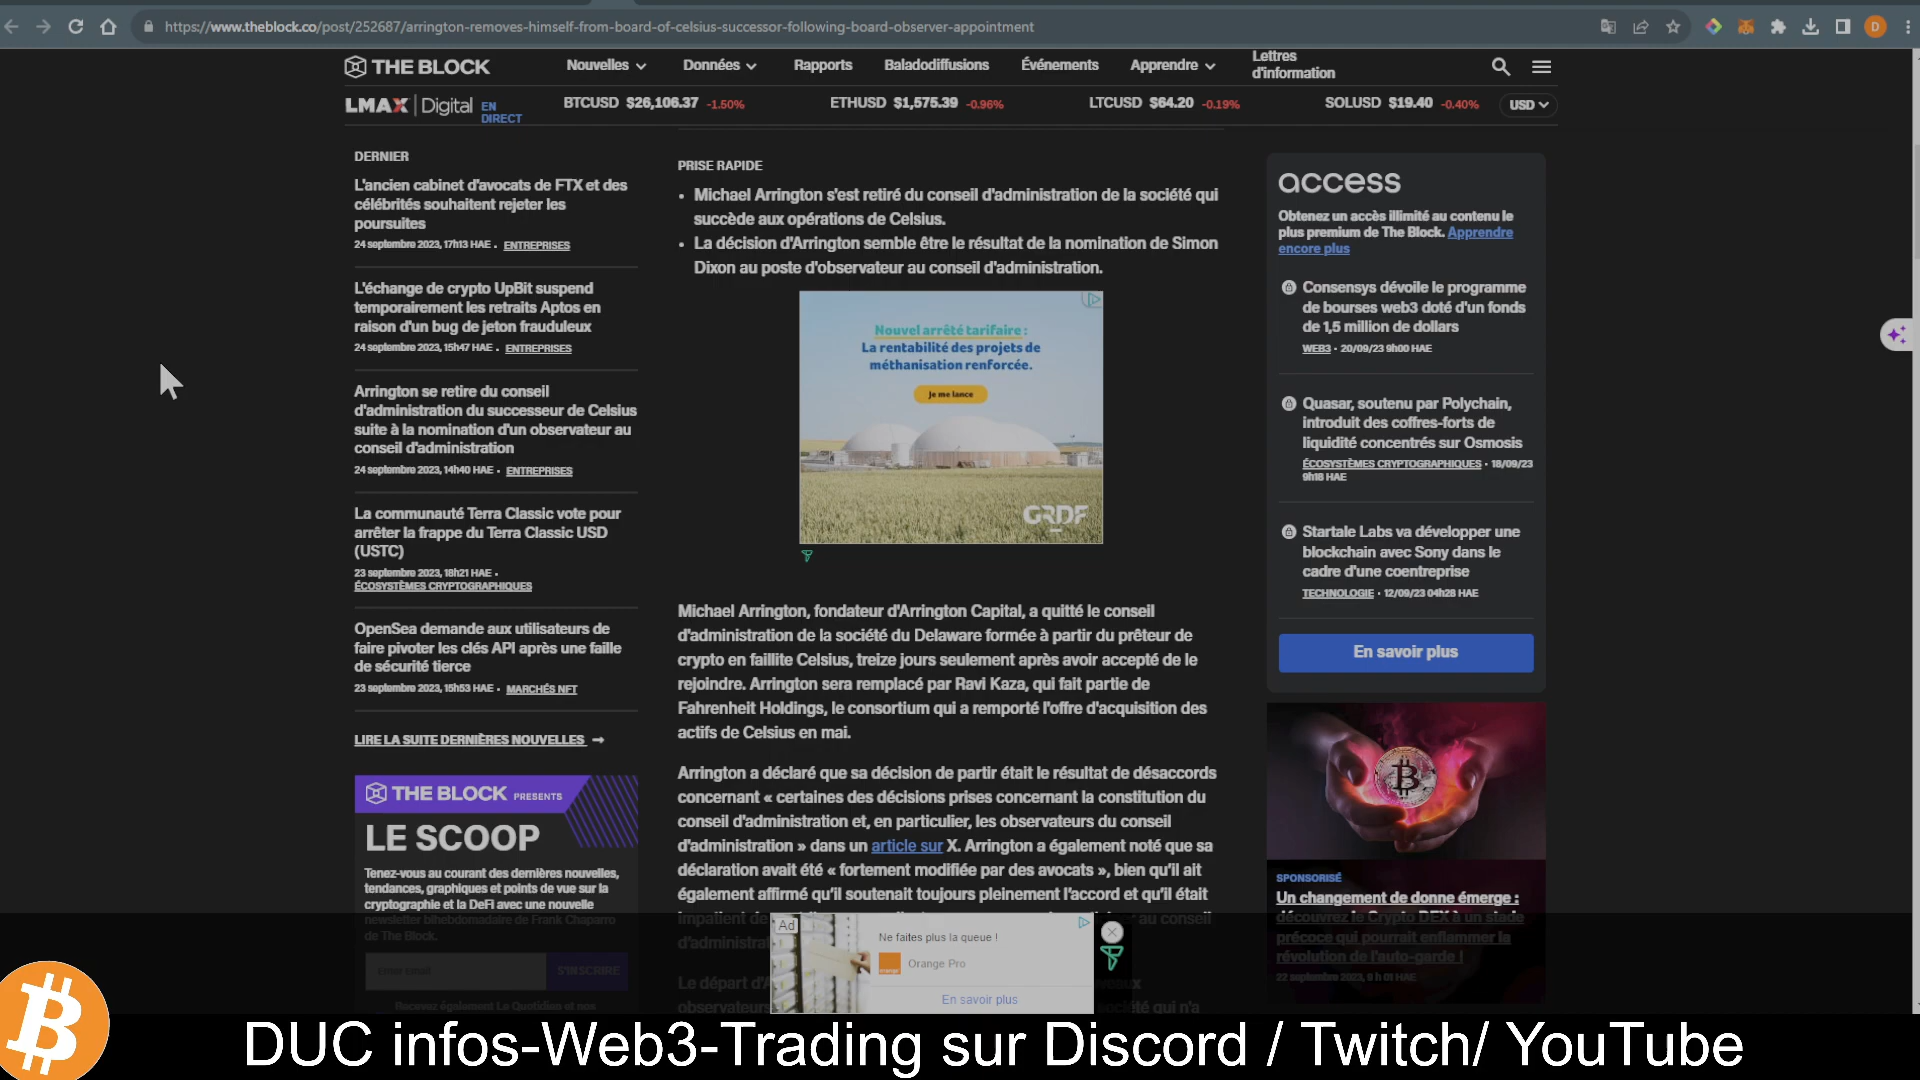 https://www.theblock.co/post/252687/arrington-removes-himself-from-board-of-celsius-successor-following-board-observer-appointment
D
THE BLOCK
Nouvelles
Données
Rapports
Baladodiffusions
Événements
Apprendre
Lettres
d'information
LMAX Digital EN
DIRECT
BTCUSD $26,106.37 -1.50%
ETHUSD $1,575.39 -0.96%
LTCUSD $64.20 -0.19%
SOLUSD $19.40 -0.40%
USD
DERNIER
L'ancien cabinet d'avocats de FTX et des
célébrités souhaitent rejeter les
poursuites
24 septembre 2023, 17h13 HAE • ENTREPRISES
L'échange de crypto UpBit suspend
temporairement les retraits Aptos en
raison d'un bug de jeton frauduleux
24 septembre 2023, 15h47 HAE • ENTREPRISES
Arrington se retire du conseil
d'administration du successeur de Celsius
suite à la nomination d'un observateur au
conseil d'administration
24 septembre 2023, 14h40 HAE • ENTREPRISES
La communauté Terra Classic vote pour
arrêter la frappe du Terra Classic USD
(USTC)
23 septembre 2023, 18h21 HAE •
ÉCOSYSTÈMES CRYPTOGRAPHIQUES
OpenSea demande aux utilisateurs de
faire pivoter les clés API après une faille
de sécurité tierce
23 septembre 2023, 15h53 HAE • MARCHÉS NFT
LIRE LA SUITE DERNIÈRES NOUVELLES →
THE BLOCK PRESENTS
LE SCOOP
Tenez-vous au courant des dernières nouvelles,
tendances, graphiques et points de vue sur la
cryptographie et la DeFi avec une nouvelle
newsletter bihebdomadaire de Frank Chaparro
de The Block.
Enter Email
S'INSCRIRE
Recevez également Le Quotidien et nos
PRISE RAPIDE
• Michael Arrington s'est retiré du conseil d'administration de la société qui
succède aux opérations de Celsius.
• La décision d'Arrington semble être le résultat de la nomination de Simon
Dixon au poste d'observateur au conseil d'administration.
Nouvel arrêté tarifaire :
La rentabilité des projets de
méthanisation renforcée.
Je me lance
GRDF
Michael Arrington, fondateur d'Arrington Capital, a quitté le conseil
d'administration de la société du Delaware formée à partir du prêteur de
crypto en faillite Celsius, treize jours seulement après avoir accepté de le
rejoindre. Arrington sera remplacé par Ravi Kaza, qui fait partie de
Fahrenheit Holdings, le consortium qui a remporté l'offre d'acquisition des
actifs de Celsius en mai.
Arrington a déclaré que sa décision de partir était le résultat de désaccords
concernant « certaines des décisions prises concernant la constitution du
conseil d'administration et, en particulier, les observateurs du conseil
d'administration » dans un article sur X. Arrington a également noté que sa
déclaration avait été « fortement modifiée par des avocats », bien qu'il ait
également affirmé qu'il soutenait toujours pleinement l'accord et qu'il était
impatient de
au conseil
d'administra
Le départ d'A
observateur
ciété qui n'a
Ad
Ne faites plus la queue !
Orange Pro
En savoir plus
access
Obtenez un accès illimité au contenu le
plus premium de The Block. Apprendre
encore plus
Consensys dévoile le programme
de bourses web3 doté d'un fonds
de 1,5 million de dollars
WEB3 • 20/09/23 9h00 HAE
Quasar, soutenu par Polychain,
introduit des coffres-forts de
liquidité concentrés sur Osmosis
ÉCOSYSTÈMES CRYPTOGRAPHIQUES • 18/09/23
9h18 HAE
Startale Labs va développer une
blockchain avec Sony dans le
cadre d'une coentreprise
TECHNOLOGIE • 12/09/23 04h28 HAE
En savoir plus
SPONSORISÉ
Un changement de donne émerge :
découvrez le Crypto DEX à un stade
précoce qui pourrait enflammer la
révolution de l'auto-garde !
22 septembre 2023, 9 h 01 HAE
DUC infos-Web3-Trading sur Discord / Twitch/ YouTube